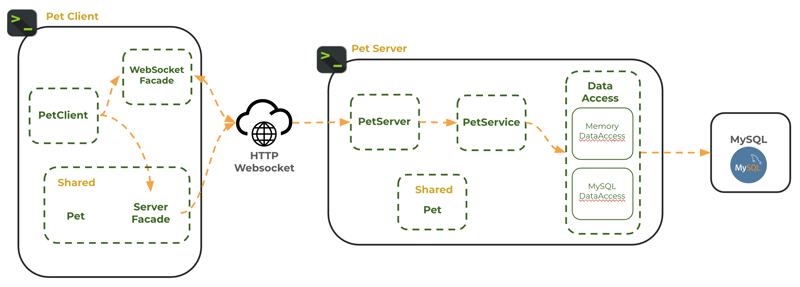 Pet Client
>_
WebSocket
Facade
PetClient
Shared
Pet
Server
Facade
HTTP
Websocket
Pet Server
>_
PetServer
PetService
Shared
Pet
Data
Access
Memory
DataAccess
MySQL
DataAccess
MySQL
MySQL